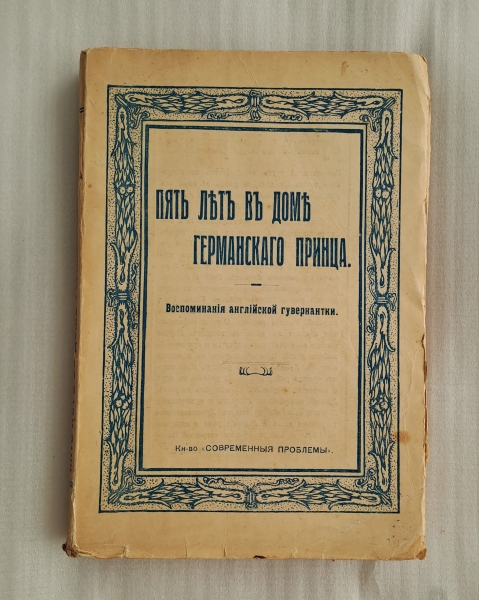 ПЯТЬ ЛѢТЪ ВЪ ДОМѢ
ГЕРМАНСКАГО ПРИНЦА.
Воспоминанія англійской гувернантки.
Кн-во «СОВРЕМЕННЫЯ ПРОБЛЕМЫ».